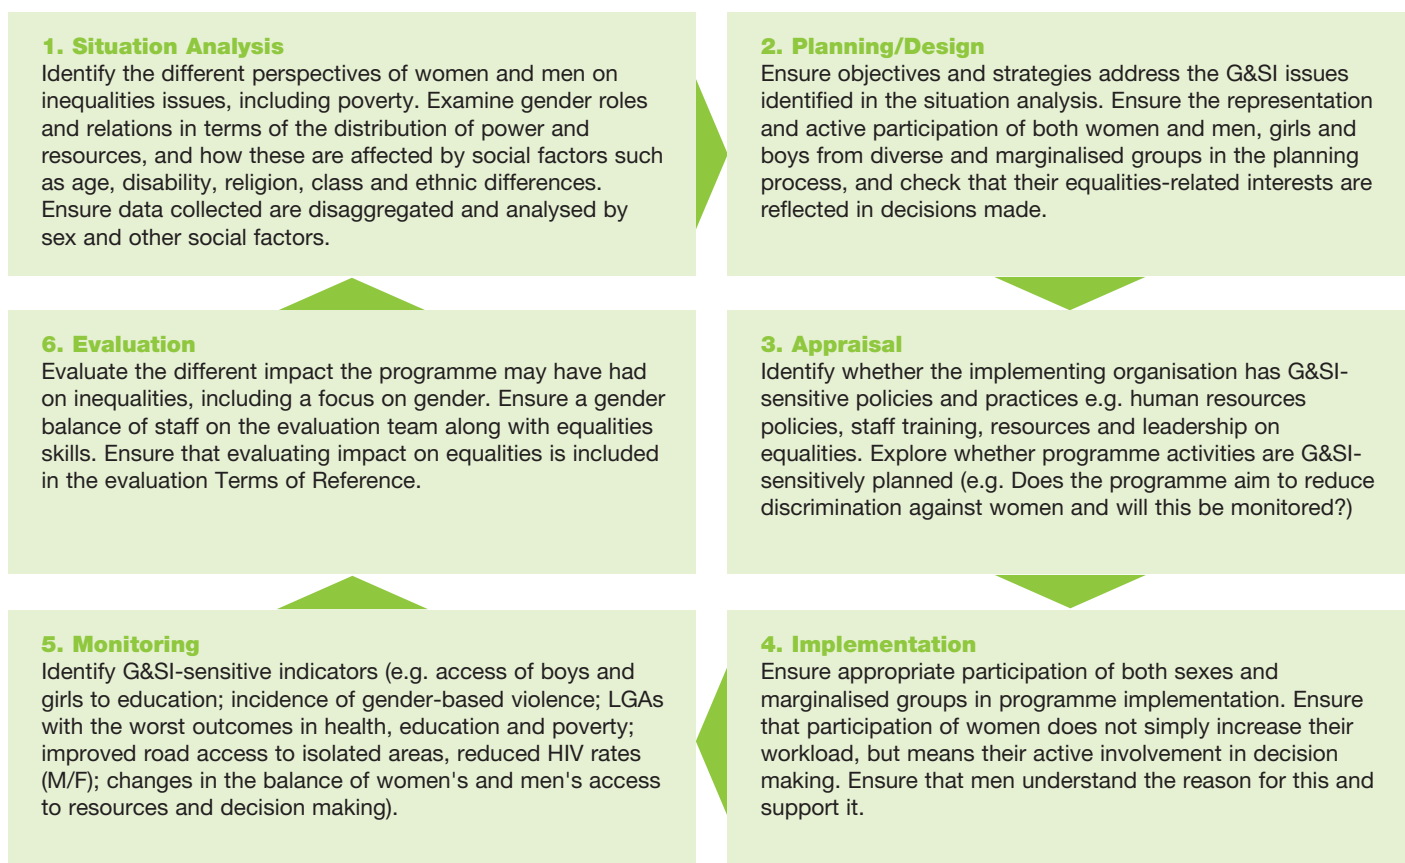 1. Situation Analysis
Identify the different perspectives of women and men on
inequalities issues, including poverty. Examine gender roles
and relations in terms of the distribution of power and
resources, and how these are affected by social factors such
as age, disability, religion, class and ethnic differences.
Ensure data collected are disaggregated and analysed by
sex and other social factors.
2. Planning/Design
Ensure objectives and strategies address the G&SI issues
identified in the situation analysis. Ensure the representation
and active participation of both women and men, girls and
boys from diverse and marginalised groups in the planning
process, and check that their equalities-related interests are
reflected in decisions made.
3. Appraisal
Identify whether the implementing organisation has G&SI-
sensitive policies and practices e.g. human resources
policies, staff training, resources and leadership on
equalities. Explore whether programme activities are G&SI-
sensitively planned (e.g. Does the programme aim to reduce
discrimination against women and will this be monitored?)
4. Implementation
Ensure appropriate participation of both sexes and
marginalised groups in programme implementation. Ensure
that participation of women does not simply increase their
workload, but means their active involvement in decision
making. Ensure that men understand the reason for this and
support it.
5. Monitoring
Identify G&SI-sensitive indicators (e.g. access of boys and
girls to education; incidence of gender-based violence; LGAs
with the worst outcomes in health, education and poverty;
improved road access to isolated areas, reduced HIV rates
(M/F); changes in the balance of women's and men's access
to resources and decision making).
6. Evaluation
Evaluate the different impact the programme may have had
on inequalities, including a focus on gender. Ensure a gender
balance of staff on the evaluation team along with equalities
skills. Ensure that evaluating impact on equalities is included
in the evaluation Terms of Reference.